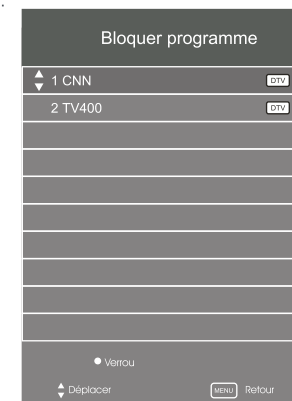 Bloquer programme
1 CNN DTV
2 TV400 DTV
Verrou
Déplacer MENU Retour